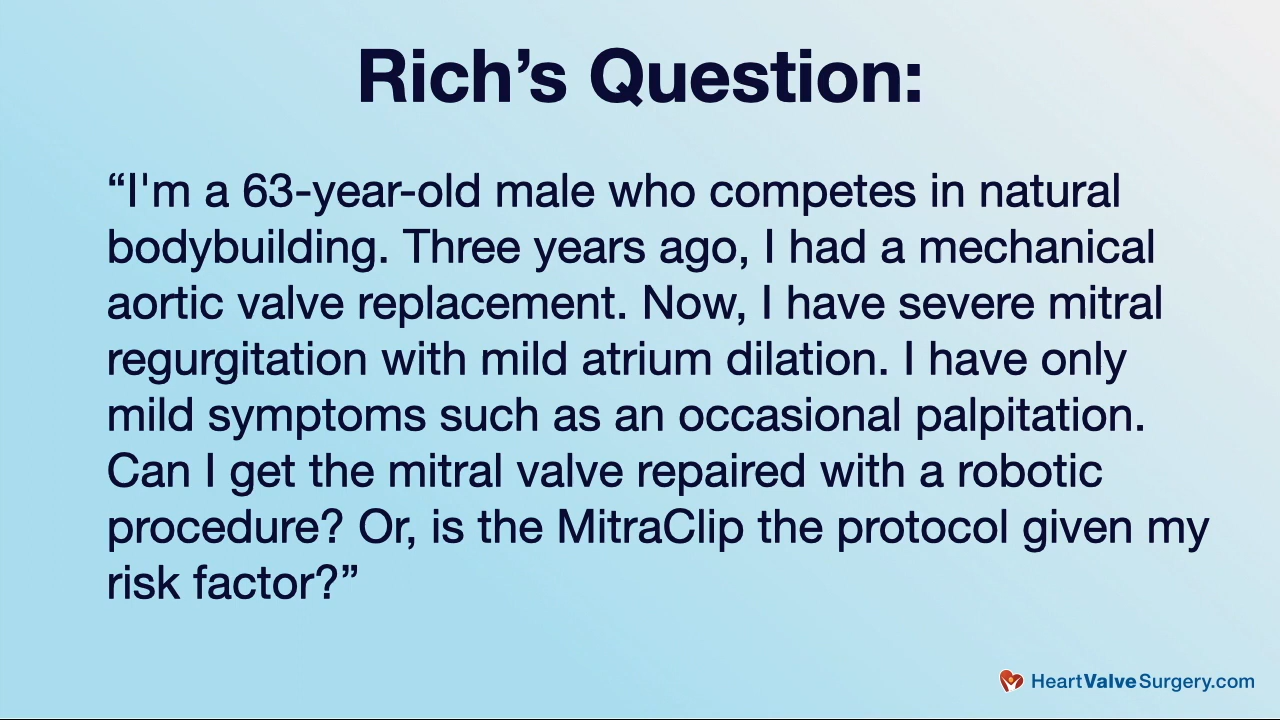 Rich’s Question:
“I'm a 63-year-old male who competes in natural
bodybuilding. Three years ago, I had a mechanical
aortic valve replacement. Now, I have severe mitral
regurgitation with mild atrium dilation. I have only
mild symptoms such as an occasional palpitation.
Can I get the mitral valve repaired with a robotic
procedure? Or, is the MitraClip the protocol given my
risk factor?”
HeartValveSurgery.com